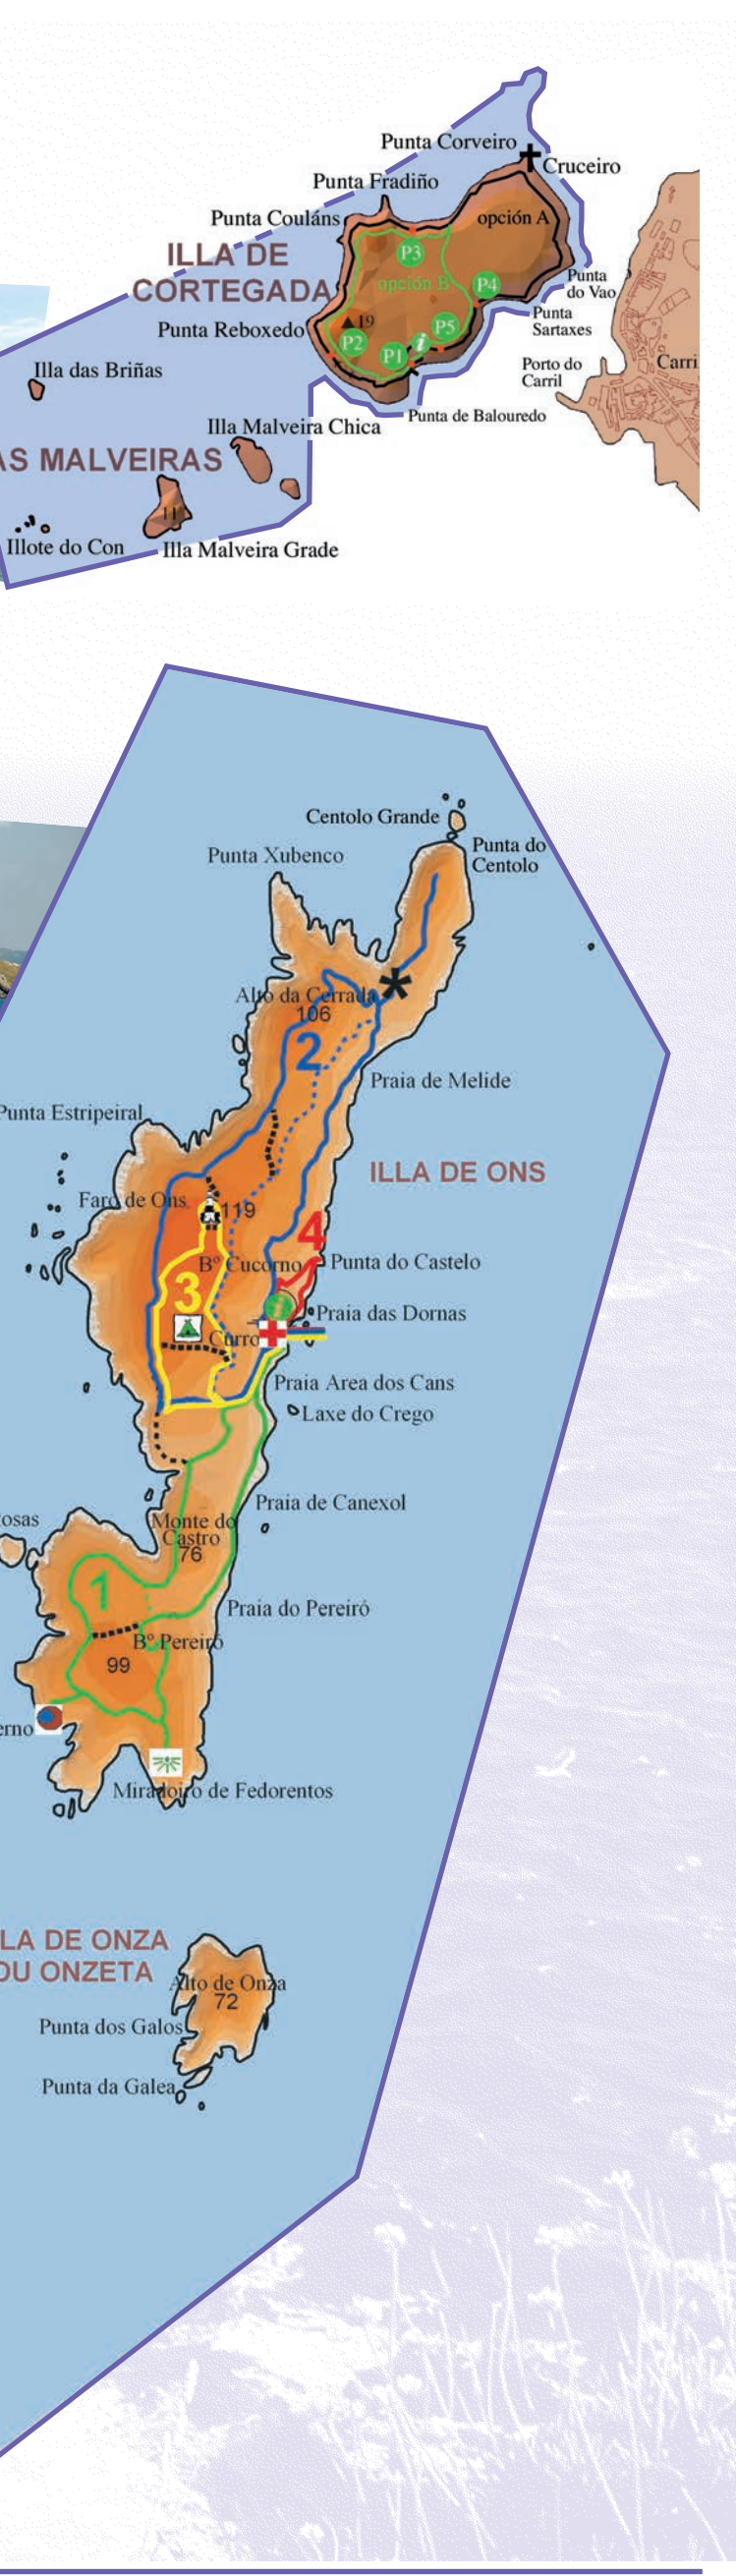 Punta Corveiro
Cruceiro
Punta Fradiño
Punta Couláns
opción A
ILLA DE
CORTEGADA
P3
opción B
P4
Punta
do Vao
Punta
Sartaxes
Punta Reboxedo
19
P2
P5
i
P1
Porto do
Carril
Carri
Illa das Briñas
Punta de Balouredo
Illa Malveira Chica
AS MALVEIRAS
11
Illote do Con
Illa Malveira Grade
Centolo Grande
Punta do
Centolo
Punta Xubenco
Alto da Cerrada
106
2
Praia de Melide
Punta Estripeiral
ILLA DE ONS
Faro de Ons
119
4
Bº Cucorno
Punta do Castelo
3
i
Praia das Dornas
Curro
Praia Area dos Cans
Laxe do Crego
Praia de Canexol
osas
Monte do
Castro
76
1
Praia do Pereiró
Bº Pereiró
99
erno
Miradoiro de Fedorentos
LA DE ONZA
OU ONZETA
Alto de Onza
72
Punta dos Galos
Punta da Galea